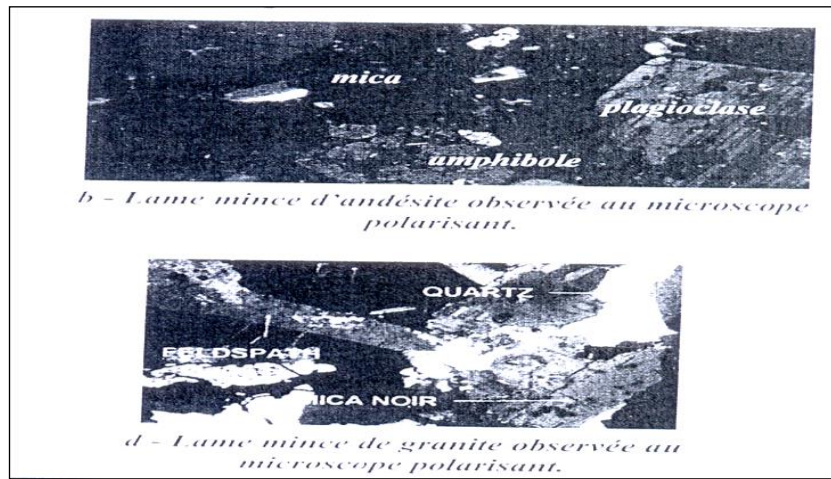 mica
plagioclase
amphibole
b - Lame mince d'andésite observée au microscope
polarisant.
QUARTZ
FELDSPATH
MICA NOIR
d - Lame mince de granite observée au
microscope polarisant.